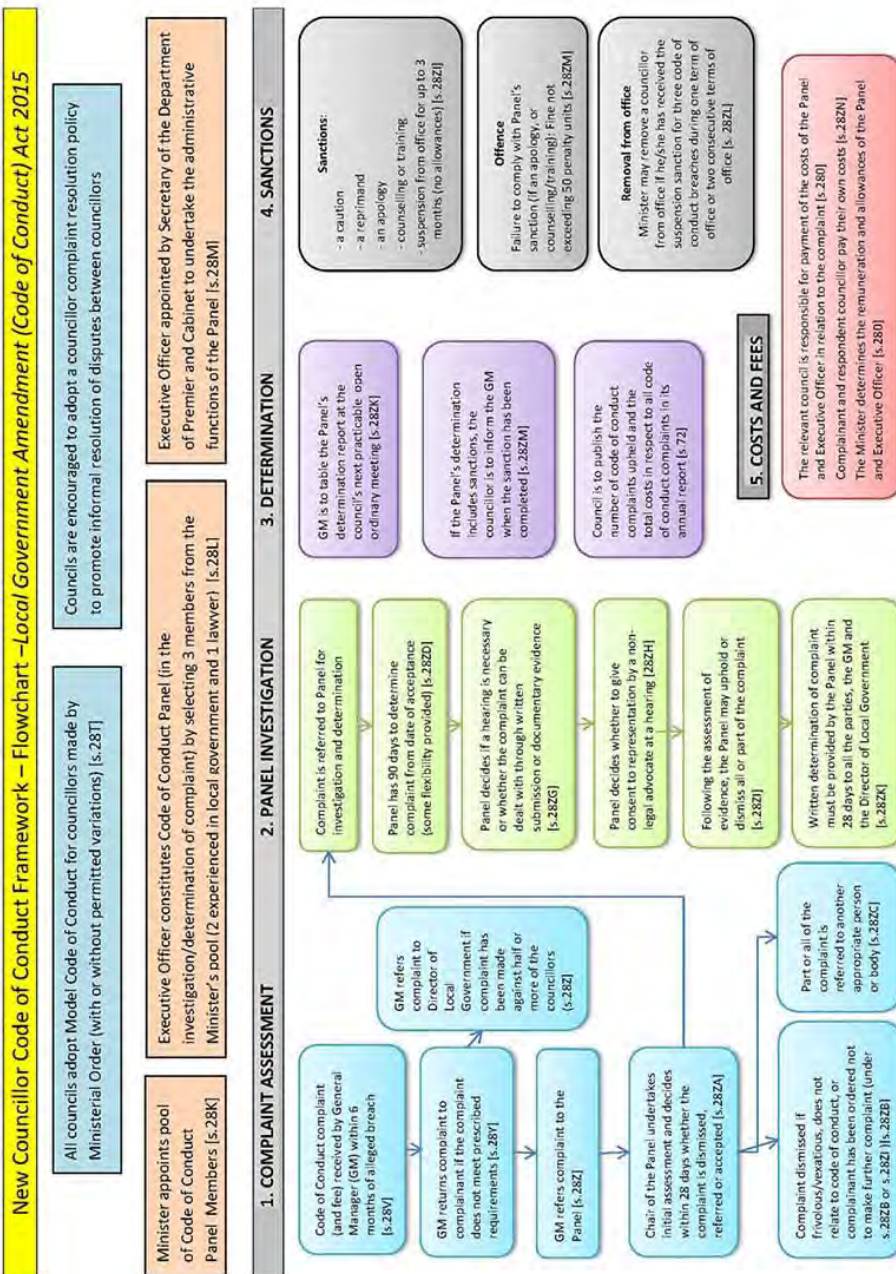 New Councillor Code of Conduct Framework – Flowchart –Local Government Amendment (Code of Conduct) Act 2015
All councils adopt Model Code of Conduct for councillors made by
Ministerial Order (with or without permitted variations) [s.28T]
Councils are encouraged to adopt a councillor complaint resolution policy
to promote informal resolution of disputes between councillors
Minister appoints pool
of Code of Conduct
Panel Members [s.28K]
Executive Officer constitutes Code of Conduct Panel (in the
investigation/determination of complaint) by selecting 3 members from the
Minister's pool (2 experienced in local government and 1 lawyer) [s.28L]
Executive Officer appointed by Secretary of the Department
of Premier and Cabinet to undertake the administrative
functions of the Panel [s.28M]
1. COMPLAINT ASSESSMENT
2. PANEL INVESTIGATION
3. DETERMINATION
4. SANCTIONS
Code of Conduct complaint
(and fee) received by General
Manager (GM) within 6
months of alleged breach
[s.28V]
GM returns complaint to
complainant if the complaint
does not meet prescribed
requirements [s.28Y]
GM refers complaint to
Director of
Local
Government if
complaint has
been made
against half or
more of the
councillors
(s.28Z]
GM refers complaint to the
Panel [s.28Z]
Chair of the Panel undertakes
initial assessment and decides
within 28 days whether the
complaint is dismissed,
referred or accepted [s.28ZA]
Complaint dismissed if
frivolous/vexatious, does not
relate to code of conduct, or
complainant has been ordered not
to make further complaint (under
s.28ZB or s.28ZI) [s.28ZB]
Part or all of the
complaint is
referred to another
appropriate person
or body [s.28ZC]
Complaint is referred to Panel for
investigation and determination
Panel has 90 days to determine
complaint from date of acceptance
(some flexibility provided) [s.28ZD]
Panel decides if a hearing is necessary
or whether the complaint can be
dealt with through written
submission or documentary evidence
[s.28ZG]
Panel decides whether to give
consent to representation by a non-
legal advocate at a hearing [28ZH]
Following the assessment of
evidence, the Panel may uphold or
dismiss all or part of the complaint
[s.28ZI]
Written determination of complaint
must be provided by the Panel within
28 days to all the parties, the GM and
the Director of Local Government
[s.28ZK]
GM is to table the Panel's
determination report at the
council's next practicable open
ordinary meeting [s.28ZK]
If the Panel's determination
includes sanctions, the
councillor is to inform the GM
when the sanction has been
completed [s.28ZM]
Council is to publish the
number of code of conduct
complaints upheld and the
total costs in respect to all code
of conduct complaints in its
annual report [s.72]
Sanctions:
- a caution
- a reprimand
- an apology
- counselling or training
- suspension from office for up to 3
months (no allowances) [s.28ZI]
Offence
Failure to comply with Panel's
sanction (if an apology, or
counselling/training): Fine not
exceeding 50 penalty units [s.28ZM]
Removal from office
Minister may remove a councillor
from office if he/she has received the
suspension sanction for three code of
conduct breaches during one term of
office or two consecutive terms of
office [s. 28ZL]
5. COSTS AND FEES
The relevant council is responsible for payment of the costs of the Panel
and Executive Officer in relation to the complaint [s.280]
Complainant and respondent councillor pay their own costs [s.28ZN]
The Minister determines the remuneration and allowances of the Panel
and Executive Officer [s.280]